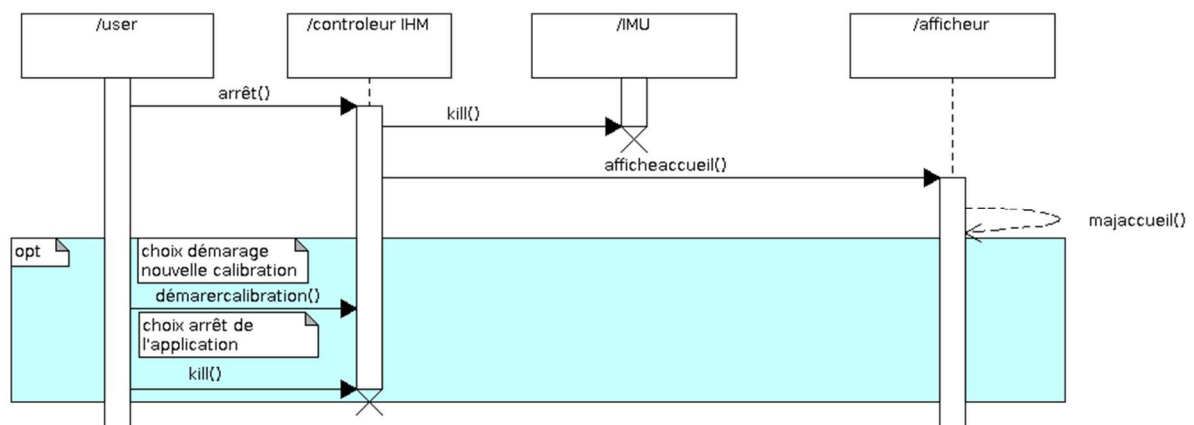 /user
/controleur IHM
/IMU
/afficheur
arrêt()
kill()
afficheaccueil()
majaccueil()
opt
choix démarage
nouvelle calibration
démarercalibration()
choix arrêt de
l'application
kill()